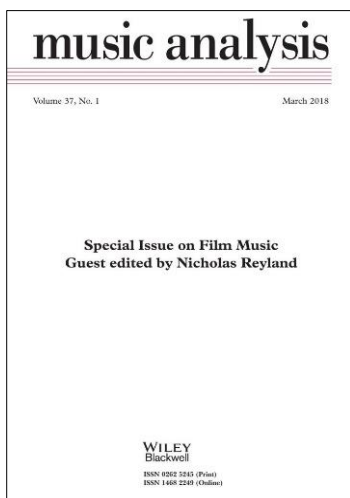 music analysis
Volume 37, No. 1 March 2018
Special Issue on Film Music
Guest edited by Nicholas Reyland
WILEY
Blackwell
ISSN 0262 5245 (Print)
ISSN 1468 2249 (Online)